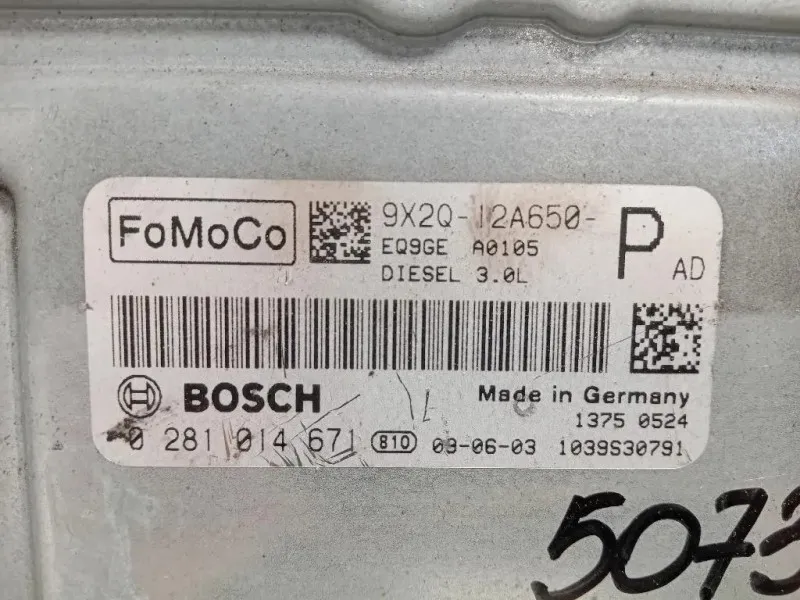 FoMoCo
9X2Q-12A650- P AD
EQ9GE A0105
DIESEL 3.0L
BOSCH
Made in Germany
1375 0524
0 281 014 671 810 09-06-03 1039S30791
5073